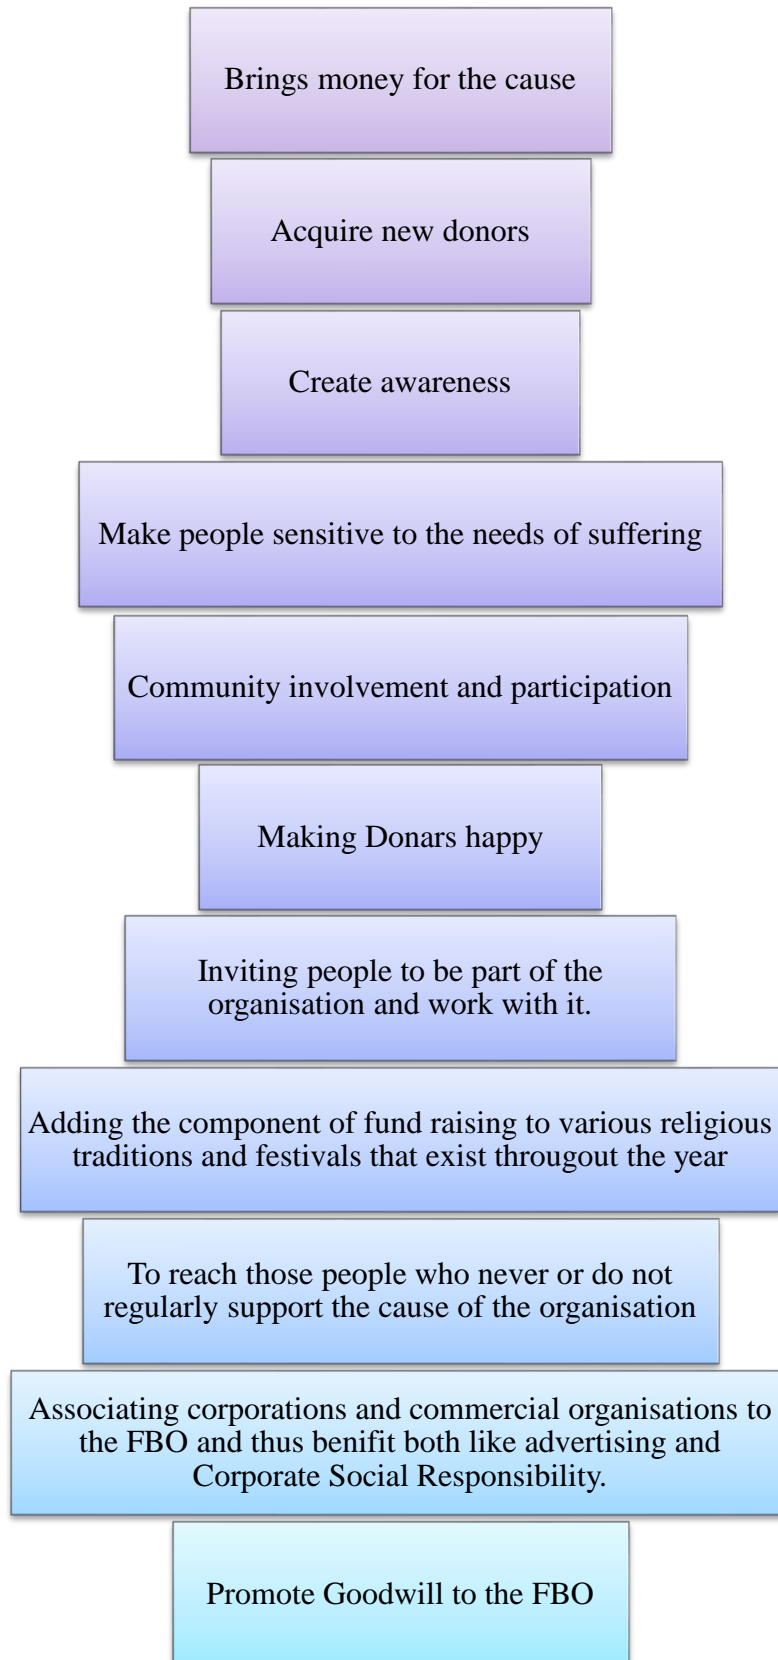 Brings money for the cause
Acquire new donors
Create awareness
Make people sensitive to the needs of suffering
Community involvement and participation
Making Donars happy
Inviting people to be part of the
organisation and work with it.
Adding the component of fund raising to various religious
traditions and festivals that exist througout the year
To reach those people who never or do not
regularly support the cause of the organisation
Associating corporations and commercial organisations to
the FBO and thus benifit both like advertising and
Corporate Social Responsibility.
Promote Goodwill to the FBO